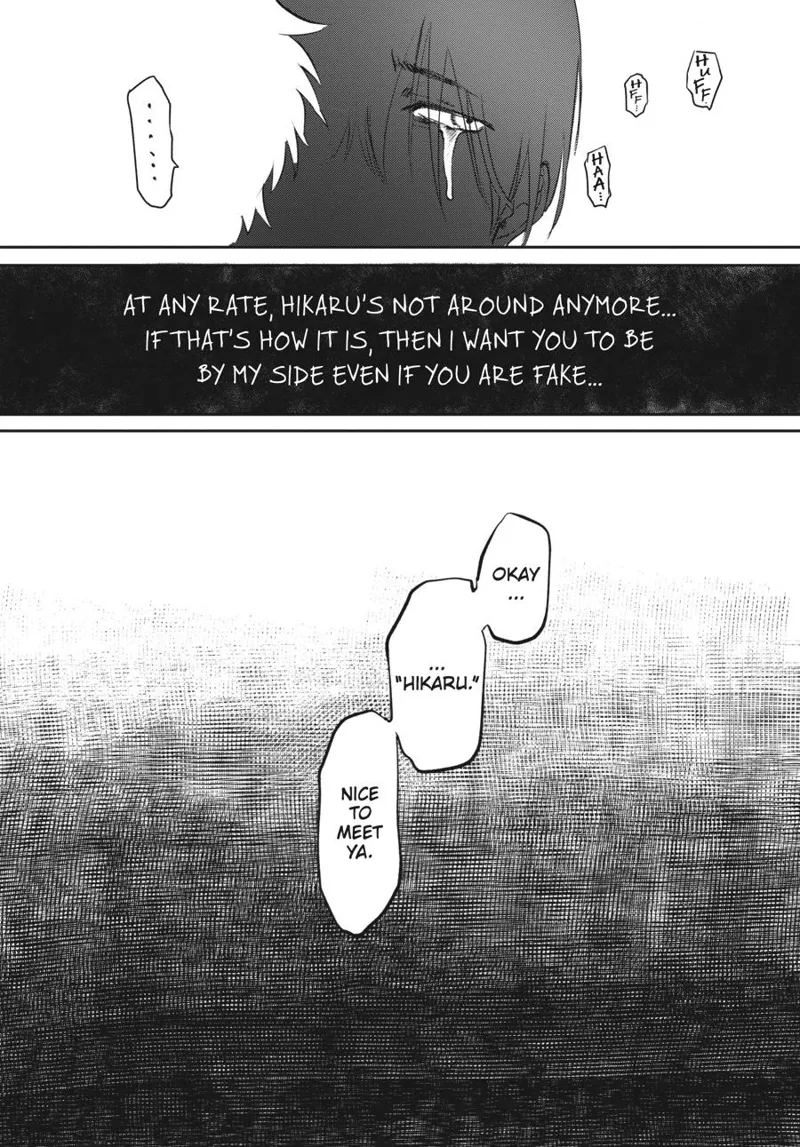 HUFF...
HFF...
HAA...
......
AT ANY RATE, HIKARU'S NOT AROUND ANYMORE...
IF THAT'S HOW IT IS, THEN I WANT YOU TO BE
BY MY SIDE EVEN IF YOU ARE FAKE...
OKAY
...
...
"HIKARU."
NICE
TO
MEET
YA.